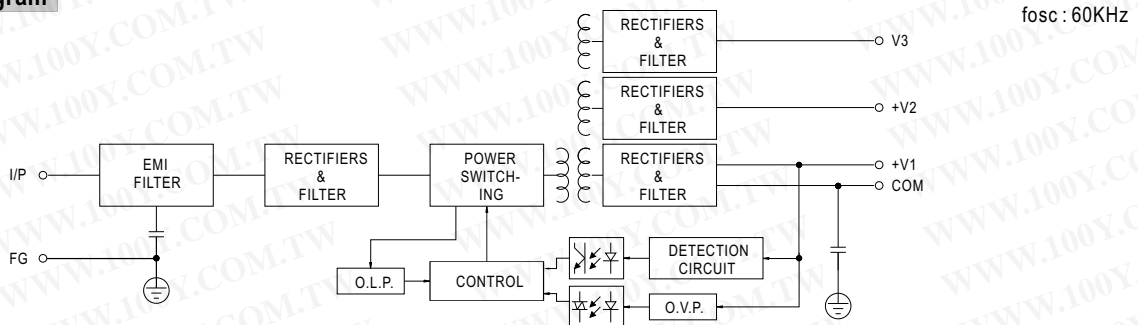 gram
fosc : 60KHz
RECTIFIERS
&
FILTER
V3
RECTIFIERS
&
FILTER
+V2
I/P
EMI
FILTER
RECTIFIERS
&
FILTER
POWER
SWITCH-
ING
RECTIFIERS
&
FILTER
+V1
COM
FG
O.L.P.
CONTROL
DETECTION
CIRCUIT
O.V.P.
WWW.100Y.COM.TW